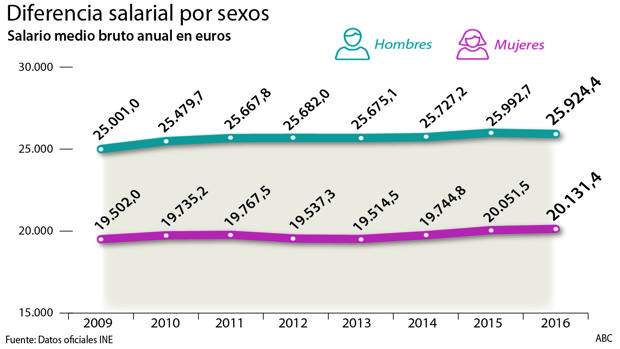 Diferencia salarial por sexos
Salario medio bruto anual en euros
Hombres Mujeres
30.000
25.001,0 25.479,7 25.667,8 25.682,0 25.675,1 25.727,2 25.992,7 25.924,4
25.000
19.502,0 19.735,2 19.767,5 19.537,3 19.514,5 19.744,8 20.051,5 20.131,4
20.000
15.000
2009 2010 2011 2012 2013 2014 2015 2016
Fuente: Datos oficiales INE ABC